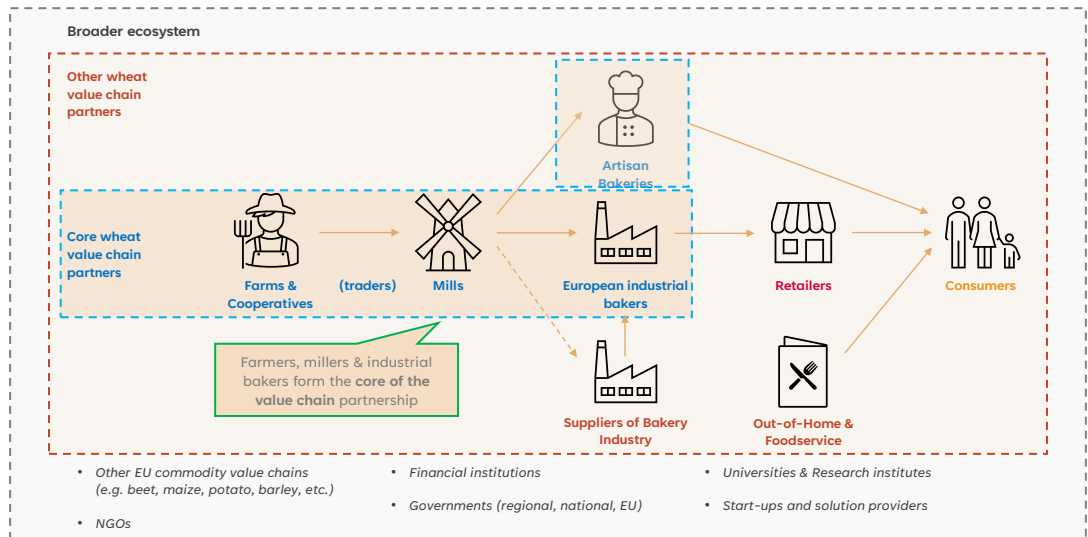 Broader ecosystem
Other wheat
value chain
partners
Artisan
Bakeries
Core wheat
value chain
partners
Farms &
Cooperatives
(traders)
Mills
European industrial
bakers
Retailers
Consumers
Farmers, millers & industrial
bakers form the core of the
value chain partnership
Suppliers of Bakery
Industry
Out-of-Home &
Foodservice
• Other EU commodity value chains
(e.g. beet, maize, potato, barley, etc.)
• NGOs
• Financial institutions
• Governments (regional, national, EU)
• Universities & Research institutes
• Start-ups and solution providers